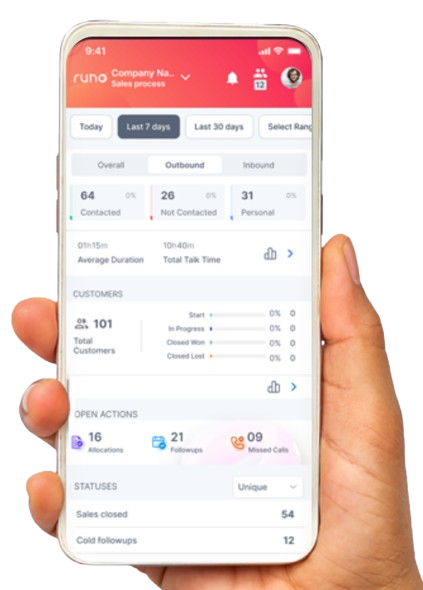 9:41
runo Company Na..
Sales process
12
Today Last 7 days Last 30 days Select Rang
Overall Outbound Inbound
64 0% 26 0% 31 0%
Contacted Not Contacted Personal
01h15m 10h40m
Average Duration Total Talk Time
CUSTOMERS
101
Total
Customers
Start 0% 0
In Progress 0% 0
Closed Won 0% 0
Closed Lost 0% 0
OPEN ACTIONS
16 21 09
Allocations Followups Missed Calls
STATUSES Unique
Sales closed 54
Cold followups 12